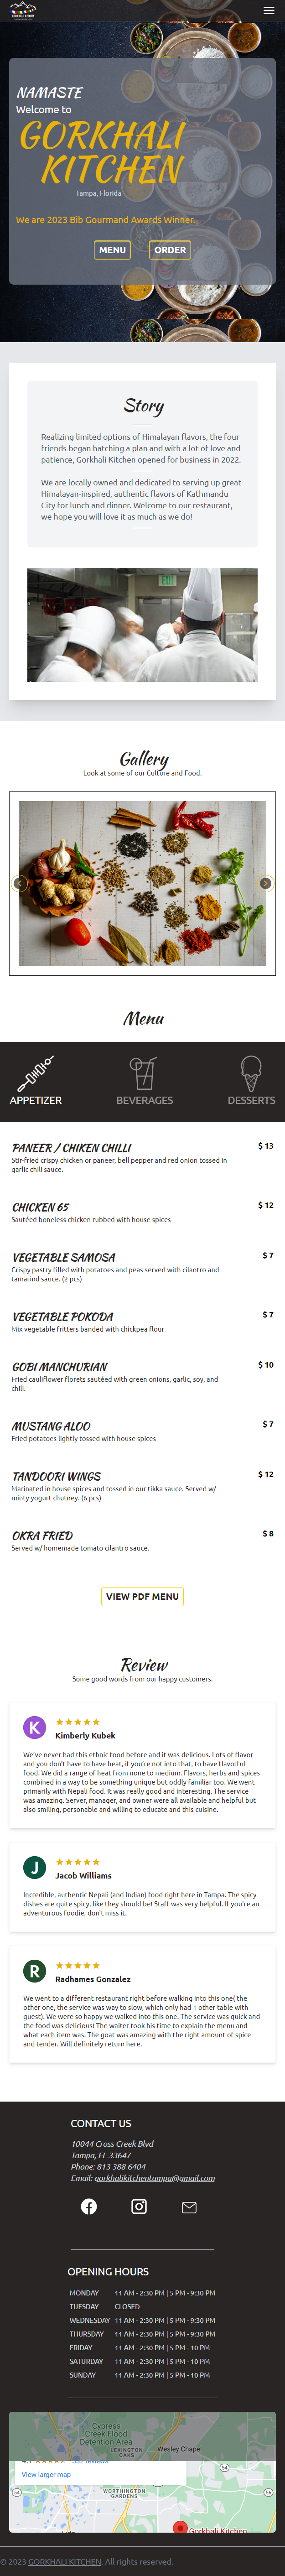 NAMASTE
Welcome to
GORKHALI
KITCHEN
Tampa, Florida
We are 2023 Bib Gourmand Awards Winner..
MENU
ORDER
Story
Realizing limited options of Himalayan flavors, the four
friends began hatching a plan and with a lot of love and
patience, Gorkhali Kitchen opened for business in 2022.
We are locally owned and dedicated to serving up great
Himalayan-inspired, authentic flavors of Kathmandu
City for lunch and dinner. Welcome to our restaurant,
we hope you will love it as much as we do!
Gallery
Look at some of our Culture and Food.
Menu
APPETIZER
BEVERAGES
DESSERTS
PANEER / CHIKEN CHILLI
$ 13
Stir-fried crispy chicken or paneer, bell pepper and red onion tossed in
garlic chili sauce.
CHICKEN 65
$ 12
Sautéed boneless chicken rubbed with house spices
VEGETABLE SAMOSA
$ 7
Crispy pastry filled with potatoes and peas served with cilantro and
tamarind sauce. (2 pcs)
VEGETABLE POKODA
$ 7
Mix vegetable fritters banded with chickpea flour
GOBI MANCHURIAN
$ 10
Fried cauliflower florets sautéed with green onions, garlic, soy, and
chili.
MUSTANG ALOO
$ 7
Fried potatoes lightly tossed with house spices
TANDOORI WINGS
$ 12
Marinated in house spices and tossed in our tikka sauce. Served w/
minty yogurt chutney. (6 pcs)
OKRA FRIED
$ 8
Served w/ homemade tomato cilantro sauce.
VIEW PDF MENU
Review
Some good words from our happy customers.
K
Kimberly Kubek
We've never had this ethnic food before and it was delicious. Lots of flavor
and you don't have to have heat, if you're not into that, to have flavorful
food. We did a range of heat from none to medium. Flavors, herbs and spices
combined in a way to be something unique but oddly familiar too. We went
primarily with Nepali food. It was really good and interesting. The service
was amazing. Server, manager, and owner were all available and helpful but
also smiling, personable and willing to educate and this cuisine.
J
Jacob Williams
Incredible, authentic Nepali (and Indian) food right here in Tampa. The spicy
dishes are quite spicy, like they should be! Staff was very helpful. If you're an
adventurous foodie, don't miss it.
R
Radhames Gonzalez
We went to a different restaurant right before walking into this one( the
other one, the service was way to slow, which only had 1 other table with
guest). We were so happy we walked into this one. The service was quick and
the food was delicious! The waiter took his time to explain the menu and
what each item was. The goat was amazing with the right amount of spice
and tender. Will definitely return here.
CONTACT US
10044 Cross Creek Blvd
Tampa, FL 33647
Phone: 813 388 6404
Email: gorkhalikitchentampa@gmail.com
OPENING HOURS
MONDAY 11 AM - 2:30 PM | 5 PM - 9:30 PM
TUESDAY CLOSED
WEDNESDAY 11 AM - 2:30 PM | 5 PM - 9:30 PM
THURSDAY 11 AM - 2:30 PM | 5 PM - 9:30 PM
FRIDAY 11 AM - 2:30 PM | 5 PM - 10 PM
SATURDAY 11 AM - 2:30 PM | 5 PM - 10 PM
SUNDAY 11 AM - 2:30 PM | 5 PM - 10 PM
Cypress
Creek Flood
Detention Area
LEXINGTON
OAKS
Wesley Chapel
View larger map
54
54
56
WORTHINGTON
GARDENS
Gorkhali Kitchen
© 2023 GORKHALI KITCHEN. All rights reserved.